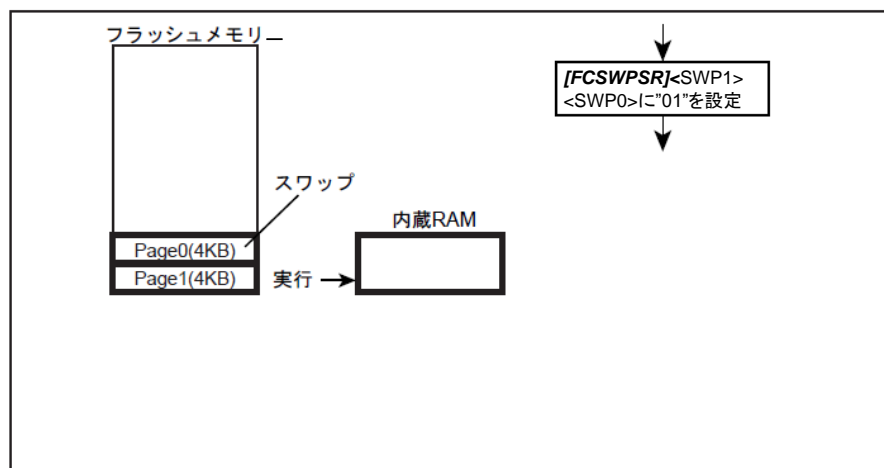 フラッシュメモリ
[FCSWPSR]<SWP1>
<SWP0>に"01"を設定
スワップ
内蔵RAM
Page0(4KB)
Page1(4KB)
実行